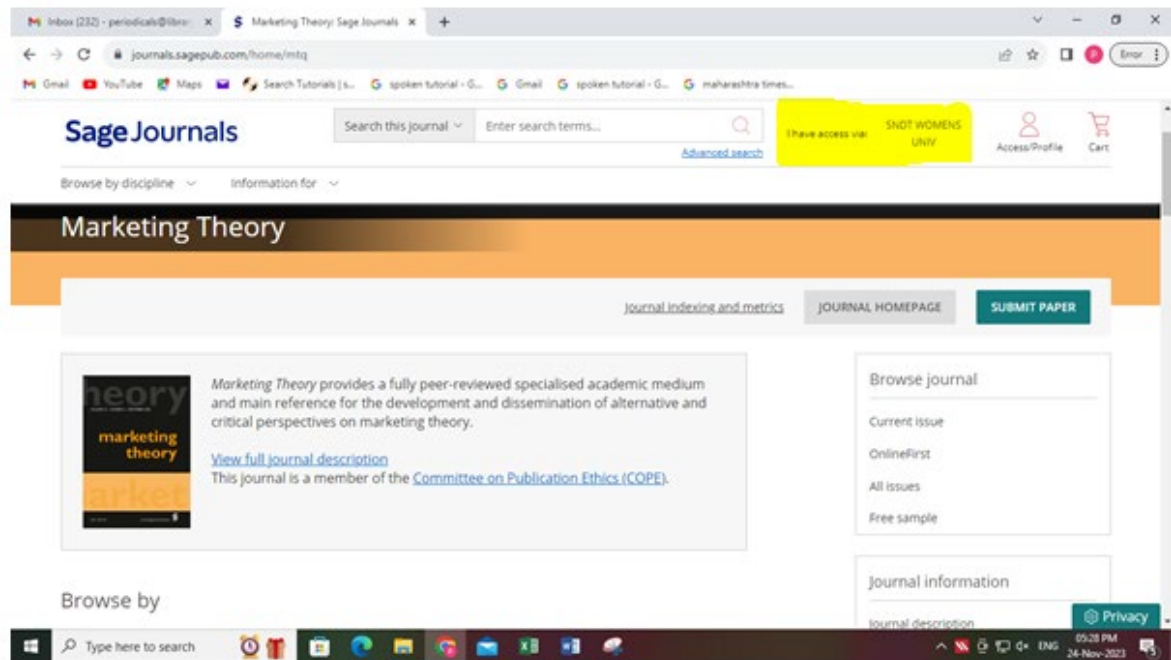 Inbox (232) - periodicals@librar
Marketing Theory: Sage Journals
journals.sagepub.com/home/mtq
Error
Gmail YouTube Maps Search Tutorials | s... spoken tutorial - G... Gmail spoken tutorial - G... maharashtra times...
Sage Journals
Search this journal Enter search terms...
Advanced search
I have access via: SNDT WOMENS
UNIV
Access/Profile Cart
Browse by discipline Information for
Marketing Theory
Journal indexing and metrics JOURNAL HOMEPAGE SUBMIT PAPER
heory
marketing
theory
arket
Marketing Theory provides a fully peer-reviewed specialised academic medium
and main reference for the development and dissemination of alternative and
critical perspectives on marketing theory.
View full journal description
This journal is a member of the Committee on Publication Ethics (COPE).
Browse journal
Current issue
OnlineFirst
All issues
Free sample
Browse by
Journal information
Journal description
Privacy
Type here to search
ENG
05:28 PM
24-Nov-2023